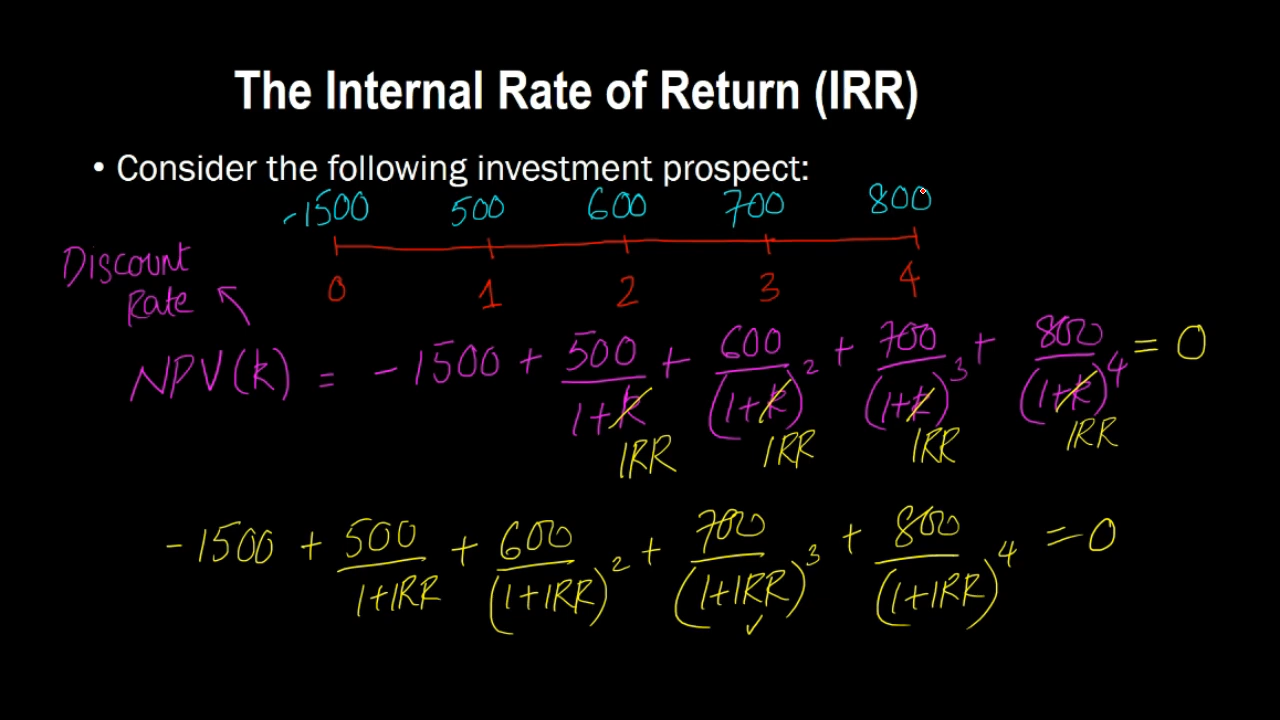 The Internal Rate of Return (IRR)
• Consider the following investment prospect:
-1500 500 600 700 800
Discount
Rate
0 1 2 3 4
NPV(k) = -1500 + 500/(1+k) + 600/(1+k)^2 + 700/(1+k)^3 + 800/(1+k)^4 = 0
IRR IRR IRR IRR
-1500 + 500/(1+IRR) + 600/(1+IRR)^2 + 700/(1+IRR)^3 + 800/(1+IRR)^4 = 0